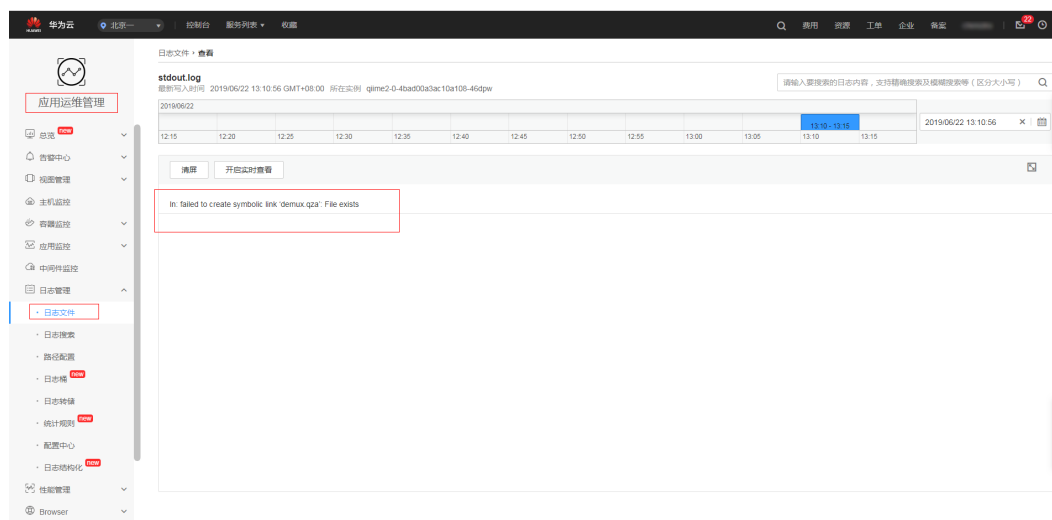 HUAWEI 华为云 北京一 控制台 服务列表 收藏 费用 资源 工单 企业 备案 22
应用运维管理
总览 new
告警中心
视图管理
主机监控
容器监控
应用监控
中间件监控
日志管理
日志文件
日志搜索
路径配置
日志桶 new
日志转储
统计规则 new
配置中心
日志结构化 new
性能管理
Browser
日志文件 › 查看
stdout.log
最新写入时间 2019/06/22 13:10:56 GMT+08:00 所在实例 qiime2-0-4bad00a3ac10a108-46dpw
请输入要搜索的日志内容，支持精确搜索及模糊搜索等（区分大小写）
2019/06/22
13:10 - 13:15
12:15 12:20 12:25 12:30 12:35 12:40 12:45 12:50 12:55 13:00 13:05 13:10 13:15
2019/06/22 13:10:56
清屏 开启实时查看
ln: failed to create symbolic link 'demux.qza': File exists